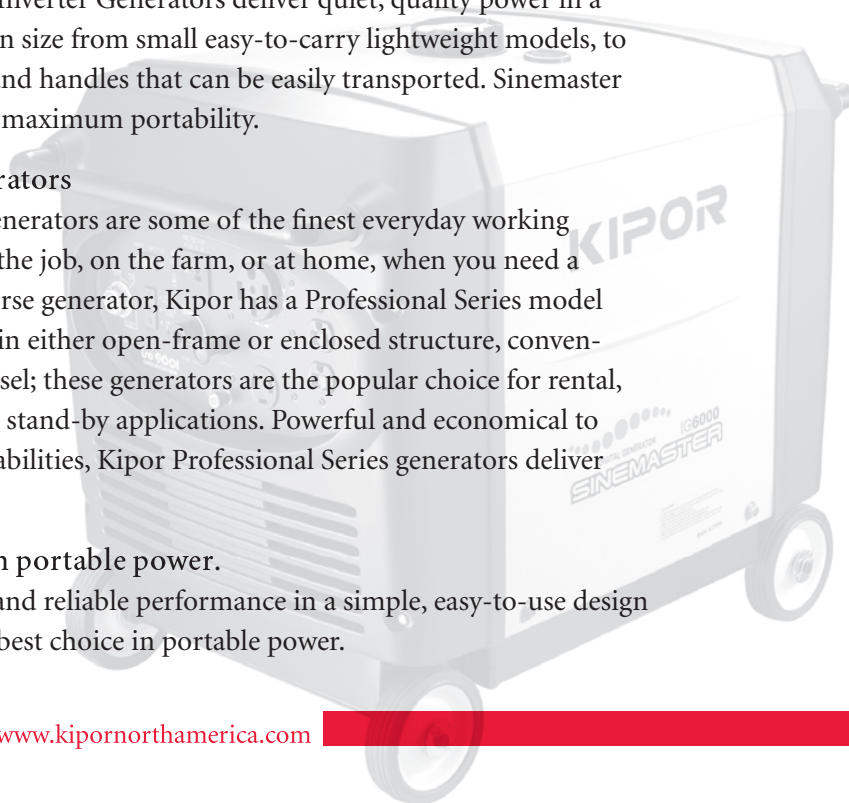 nverter Generators deliver quiet, quality power in a
n size from small easy-to-carry lightweight models, to
nd handles that can be easily transported. Sinemaster
maximum portability.
rators
enerators are some of the finest everyday working
the job, on the farm, or at home, when you need a
rse generator, Kipor has a Professional Series model
in either open-frame or enclosed structure, conven-
sel; these generators are the popular choice for rental,
stand-by applications. Powerful and economical to
abilities, Kipor Professional Series generators deliver
n portable power.
and reliable performance in a simple, easy-to-use design
best choice in portable power.
www.kipornorthamerica.com
KIPOR
IG6000
DIGITAL GENERATOR
SINEMASTER